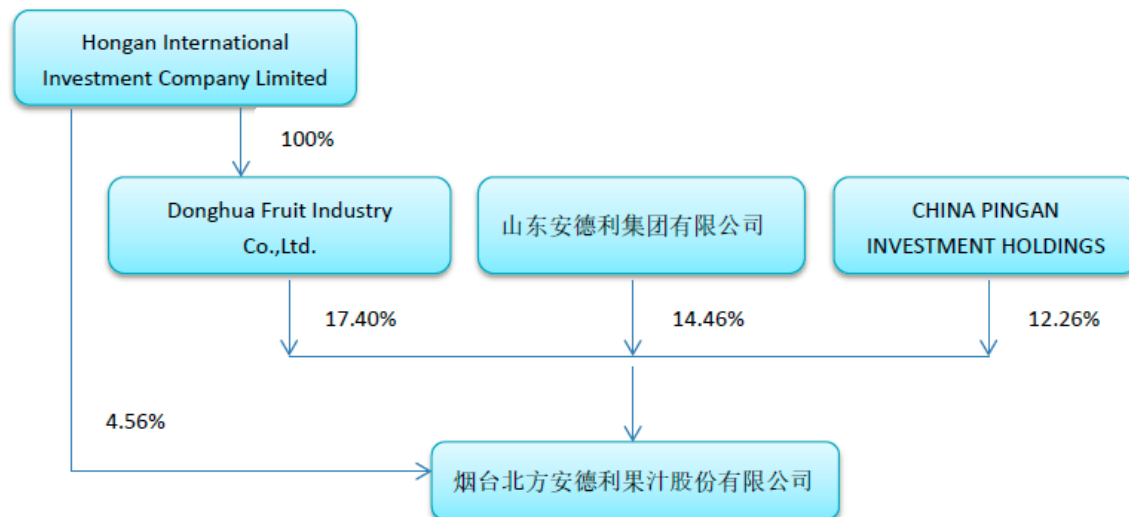 Hongan International
Investment Company Limited
100%
Donghua Fruit Industry
Co.,Ltd.
山东安德利集团有限公司
CHINA PINGAN
INVESTMENT HOLDINGS
17.40%
14.46%
12.26%
4.56%
烟台北方安德利果汁股份有限公司